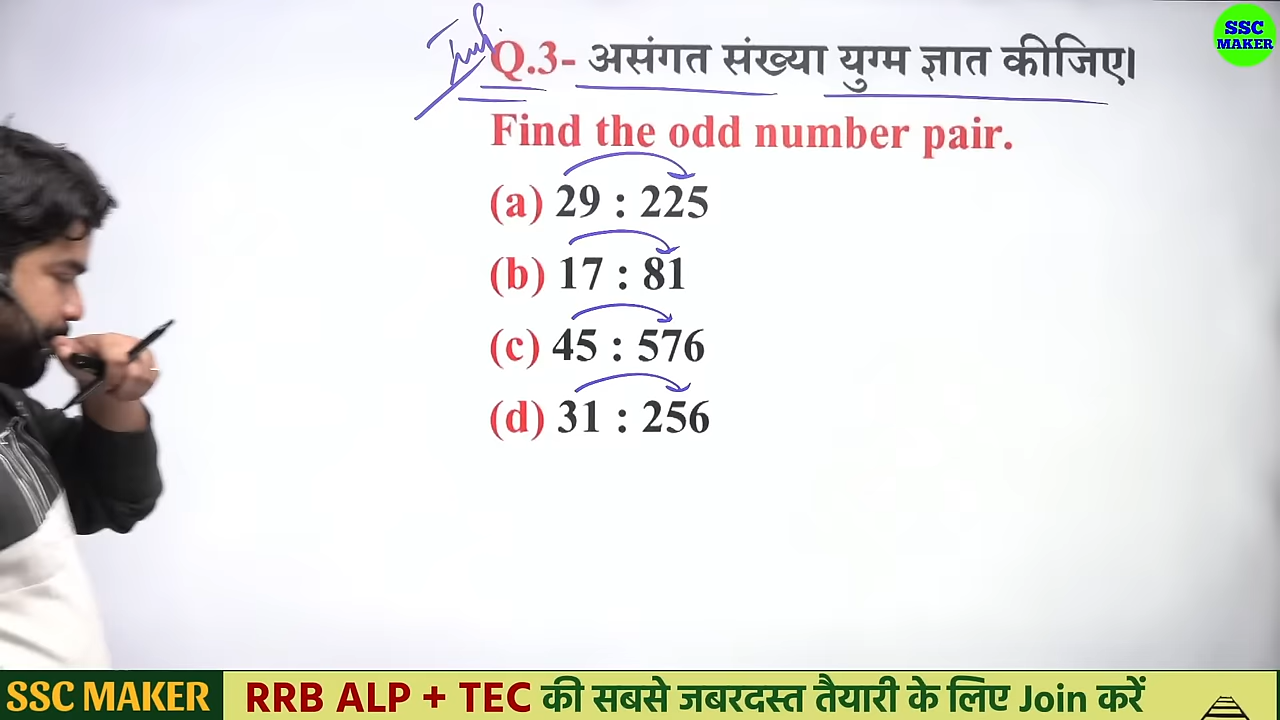 Imp.
Q.3- असंगत संख्या युग्म ज्ञात कीजिए।
Find the odd number pair.
(a) 29 : 225
(b) 17 : 81
(c) 45 : 576
(d) 31 : 256
SSC
MAKER
SSC MAKER RRB ALP + TEC की सबसे जबरदस्त तैयारी के लिए Join करें